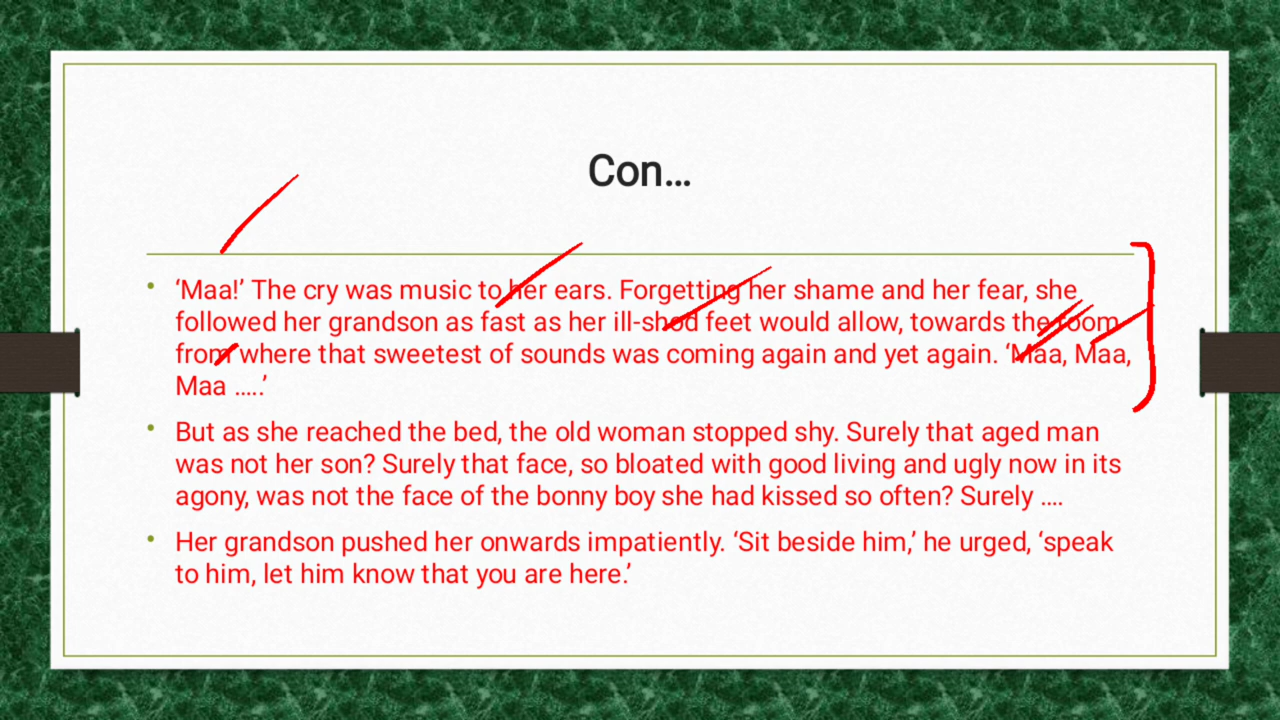 Con...
• ‘Maa!’ The cry was music to her ears. Forgetting her shame and her fear, she
followed her grandson as fast as her ill-shod feet would allow, towards the room
from where that sweetest of sounds was coming again and yet again. ‘Maa, Maa,
Maa .....’
• But as she reached the bed, the old woman stopped shy. Surely that aged man
was not her son? Surely that face, so bloated with good living and ugly now in its
agony, was not the face of the bonny boy she had kissed so often? Surely ....
• Her grandson pushed her onwards impatiently. ‘Sit beside him,’ he urged, ‘speak
to him, let him know that you are here.’